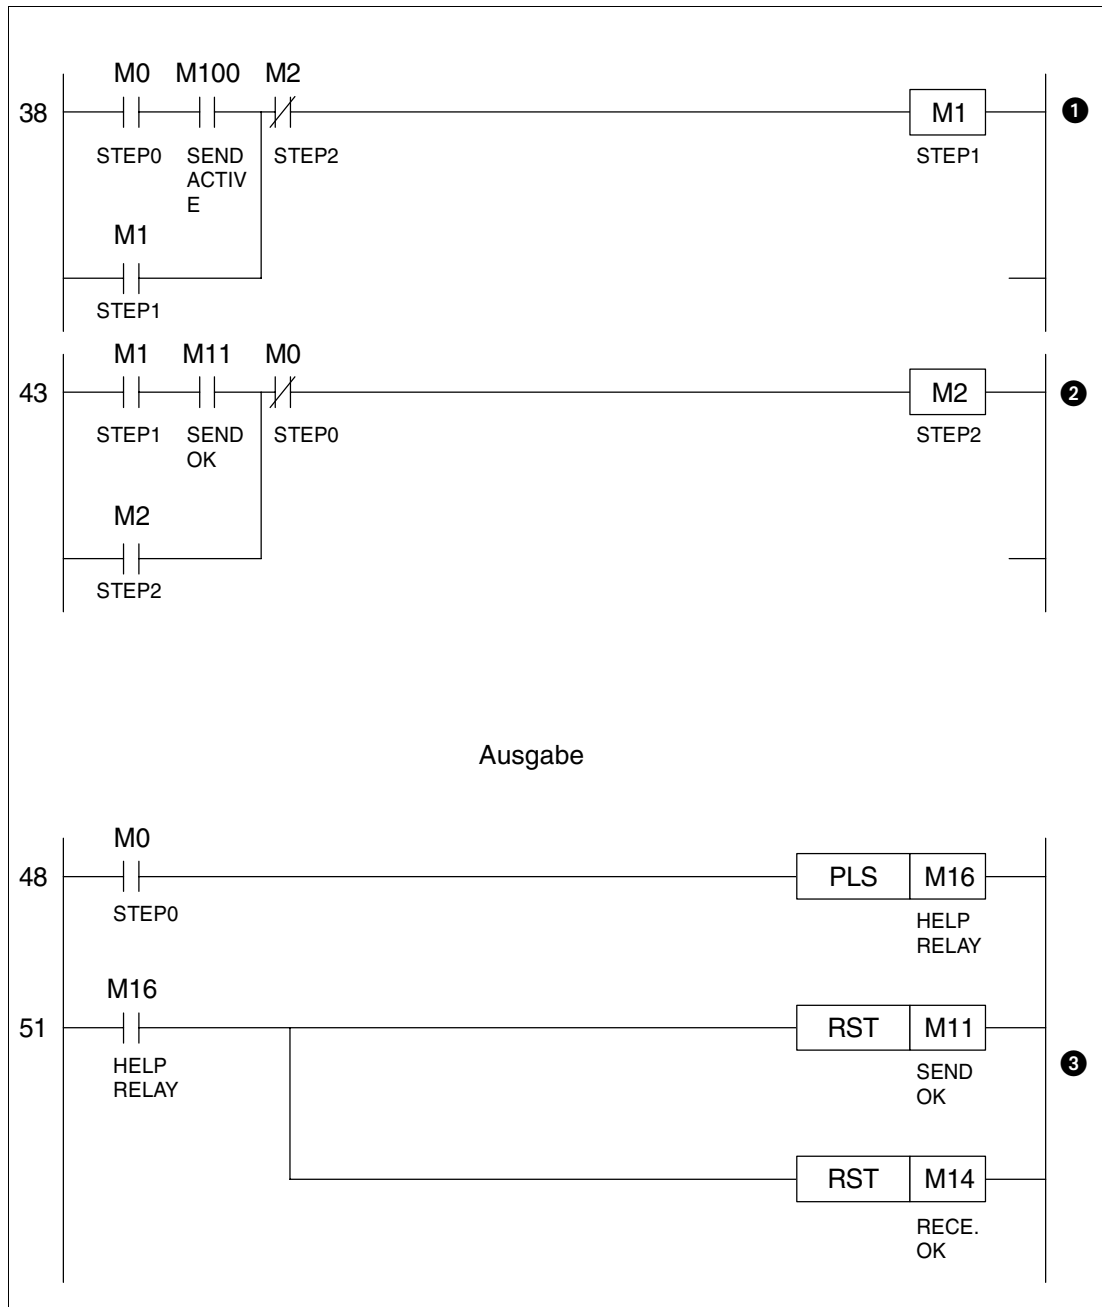 M0 M100 M2
38 M1 ❶
STEP0 SEND STEP2 STEP1
ACTIV
E
M1
STEP1
M1 M11 M0
43 M2 ❷
STEP1 SEND STEP0 STEP2
OK
M2
STEP2
Ausgabe
M0
48 PLS M16
STEP0 HELP
RELAY
M16
51 RST M11
HELP SEND ❸
RELAY OK
RST M14
RECE.
OK